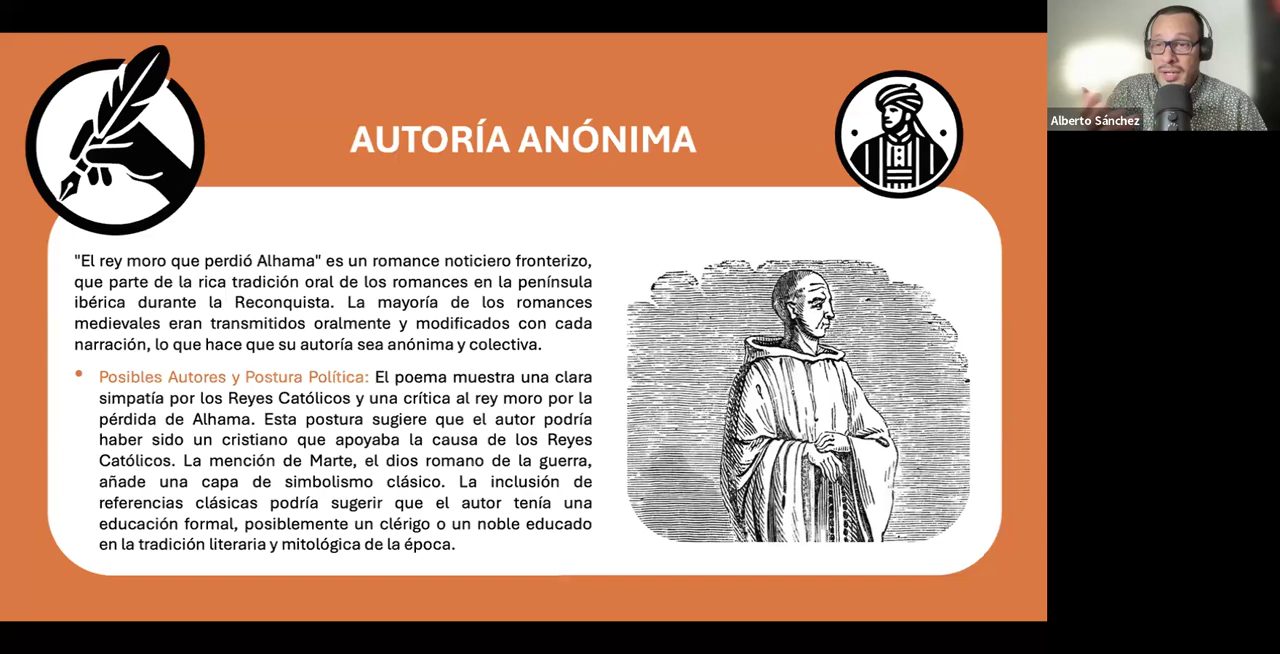 AUTORÍA ANÓNIMA
"El rey moro que perdió Alhama" es un romance noticiero fronterizo,
que parte de la rica tradición oral de los romances en la península
ibérica durante la Reconquista. La mayoría de los romances
medievales eran transmitidos oralmente y modificados con cada
narración, lo que hace que su autoría sea anónima y colectiva.
• Posibles Autores y Postura Política: El poema muestra una clara
simpatía por los Reyes Católicos y una crítica al rey moro por la
pérdida de Alhama. Esta postura sugiere que el autor podría
haber sido un cristiano que apoyaba la causa de los Reyes
Católicos. La mención de Marte, el dios romano de la guerra,
añade una capa de simbolismo clásico. La inclusión de
referencias clásicas podría sugerir que el autor tenía una
educación formal, posiblemente un clérigo o un noble educado
en la tradición literaria y mitológica de la época.
Alberto Sánchez